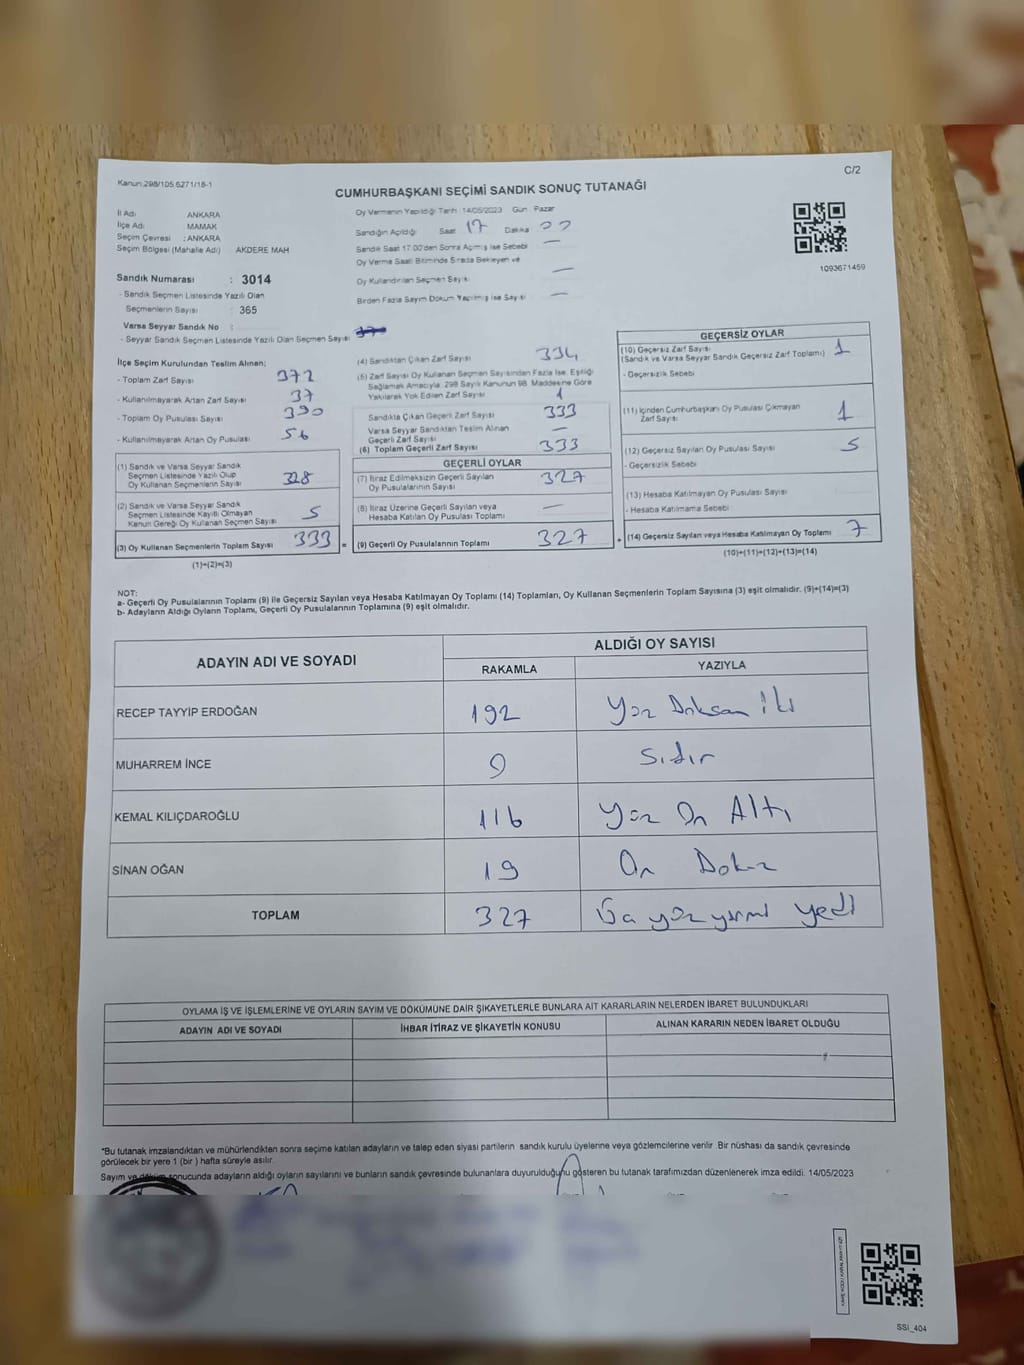 Kanun:298/105 6271/18-1
C/2
CUMHURBAŞKANI SEÇİMİ SANDIK SONUÇ TUTANAĞI
İl Adı ANKARA
İlçe Adı MAMAK
Seçim Çevresi : ANKARA
Seçim Bölgesi (Mahalle Adı) AKDERE MAH
Oy Vermenin Yapıldığı Tarih 14/05/2023 Gün Pazar
Sandığın Açıldığı Saat 17 Dakika
Sandık Saat 17.00'den Sonra Açılmış İse Sebebi —
Oy Verme Saati Bitiminde Sırada Bekleyen ve
Oy Kullandırılan Seçmen Sayısı —
Birden Fazla Sayım Döküm Yapılmış İse Sayısı —
1093671459
Sandık Numarası : 3014
- Sandık Seçmen Listesinde Yazılı Olan
Seçmenlerin Sayısı : 365
Varsa Seyyar Sandık No :
- Seyyar Sandık Seçmen Listesinde Yazılı Olan Seçmen Sayısı
İlçe Seçim Kurulundan Teslim Alınan;
- Toplam Zarf Sayısı 372
- Kullanılmayarak Artan Zarf Sayısı 37
- Toplam Oy Pusulası Sayısı 390
- Kullanılmayarak Artan Oy Pusulası 56
(1) Sandık ve Varsa Seyyar Sandık
Seçmen Listesinde Yazılı Olup
Oy Kullanan Seçmenlerin Sayısı 328
(2) Sandık ve Varsa Seyyar Sandık
Seçmen Listesinde Kayıtlı Olmayan
Kanun Gereği Oy Kullanan Seçmen Sayısı 5
(3) Oy Kullanan Seçmenlerin Toplam Sayısı 333 =
(1)+(2)=(3)
(4) Sandıktan Çıkan Zarf Sayısı 334
(5) Zarf Sayısı Oy Kullanan Seçmen Sayısından Fazla İse, Eşitliği
Sağlamak Amacıyla; 298 Sayılı Kanunun 98. Maddesine Göre
Yakılarak Yok Edilen Zarf Sayısı 1
Sandıkta Çıkan Geçerli Zarf Sayısı 333
Varsa Seyyar Sandıktan Teslim Alınan
Geçerli Zarf Sayısı —
(6) Toplam Geçerli Zarf Sayısı 333
GEÇERLİ OYLAR
(7) İtiraz Edilmeksizin Geçerli Sayılan
Oy Pusulalarının Sayısı 327
(8) İtiraz Üzerine Geçerli Sayılan veya
Hesaba Katılan Oy Pusulası Toplamı —
(9) Geçerli Oy Pusulalarının Toplamı 327 +
GEÇERSİZ OYLAR
(10) Geçersiz Zarf Sayısı
(Sandık ve Varsa Seyyar Sandık Geçersiz Zarf Toplamı) 1
- Geçersizlik Sebebi
(11) İçinden Cumhurbaşkanı Oy Pusulası Çıkmayan
Zarf Sayısı 1
(12) Geçersiz Sayılan Oy Pusulası Sayısı 5
- Geçersizlik Sebebi :
(13) Hesaba Katılmayan Oy Pusulası Sayısı
- Hesaba Katılmama Sebebi :
(14) Geçersiz Sayılan veya Hesaba Katılmayan Oy Toplamı 7
(10)+(11)+(12)+(13)=(14)
NOT:
a- Geçerli Oy Pusulalarının Toplamı (9) ile Geçersiz Sayılan veya Hesaba Katılmayan Oy Toplamı (14) Toplamları, Oy Kullanan Seçmenlerin Toplam Sayısına (3) eşit olmalıdır. (9)+(14)=(3)
b- Adayların Aldığı Oyların Toplamı, Geçerli Oy Pusulalarının Toplamına (9) eşit olmalıdır.
ADAYIN ADI VE SOYADI
ALDIĞI OY SAYISI
RAKAMLA YAZIYLA
RECEP TAYYİP ERDOĞAN 192 Yüz Doksan iki
MUHARREM İNCE 0 Sıfır
KEMAL KILIÇDAROĞLU 116 Yüz On Altı
SİNAN OĞAN 19 On Dokuz
TOPLAM 327 Üç yüz yirmi yedi
OYLAMA İŞ VE İŞLEMLERİNE VE OYLARIN SAYIM VE DÖKÜMÜNE DAİR ŞİKAYETLERLE BUNLARA AİT KARARLARIN NELERDEN İBARET BULUNDUKLARI
ADAYIN ADI VE SOYADI İHBAR İTİRAZ VE ŞİKAYETİN KONUSU ALINAN KARARIN NEDEN İBARET OLDUĞU
*Bu tutanak imzalandıktan ve mühürlendikten sonra seçime katılan adayların ve talep eden siyasi partilerin sandık kurulu üyelerine veya gözlemcilerine verilir. Bir nüshası da sandık çevresinde
görülecek bir yere 1 (bir ) hafta süreyle asılır.
Sayım ve döküm sonucunda adayların aldığı oyların sayılarını ve bunların sandık çevresinde bulunanlara duyurulduğunu gösteren bu tutanak tarafımızdan düzenlenerek imza edildi. 14/05/2023
SSI_404